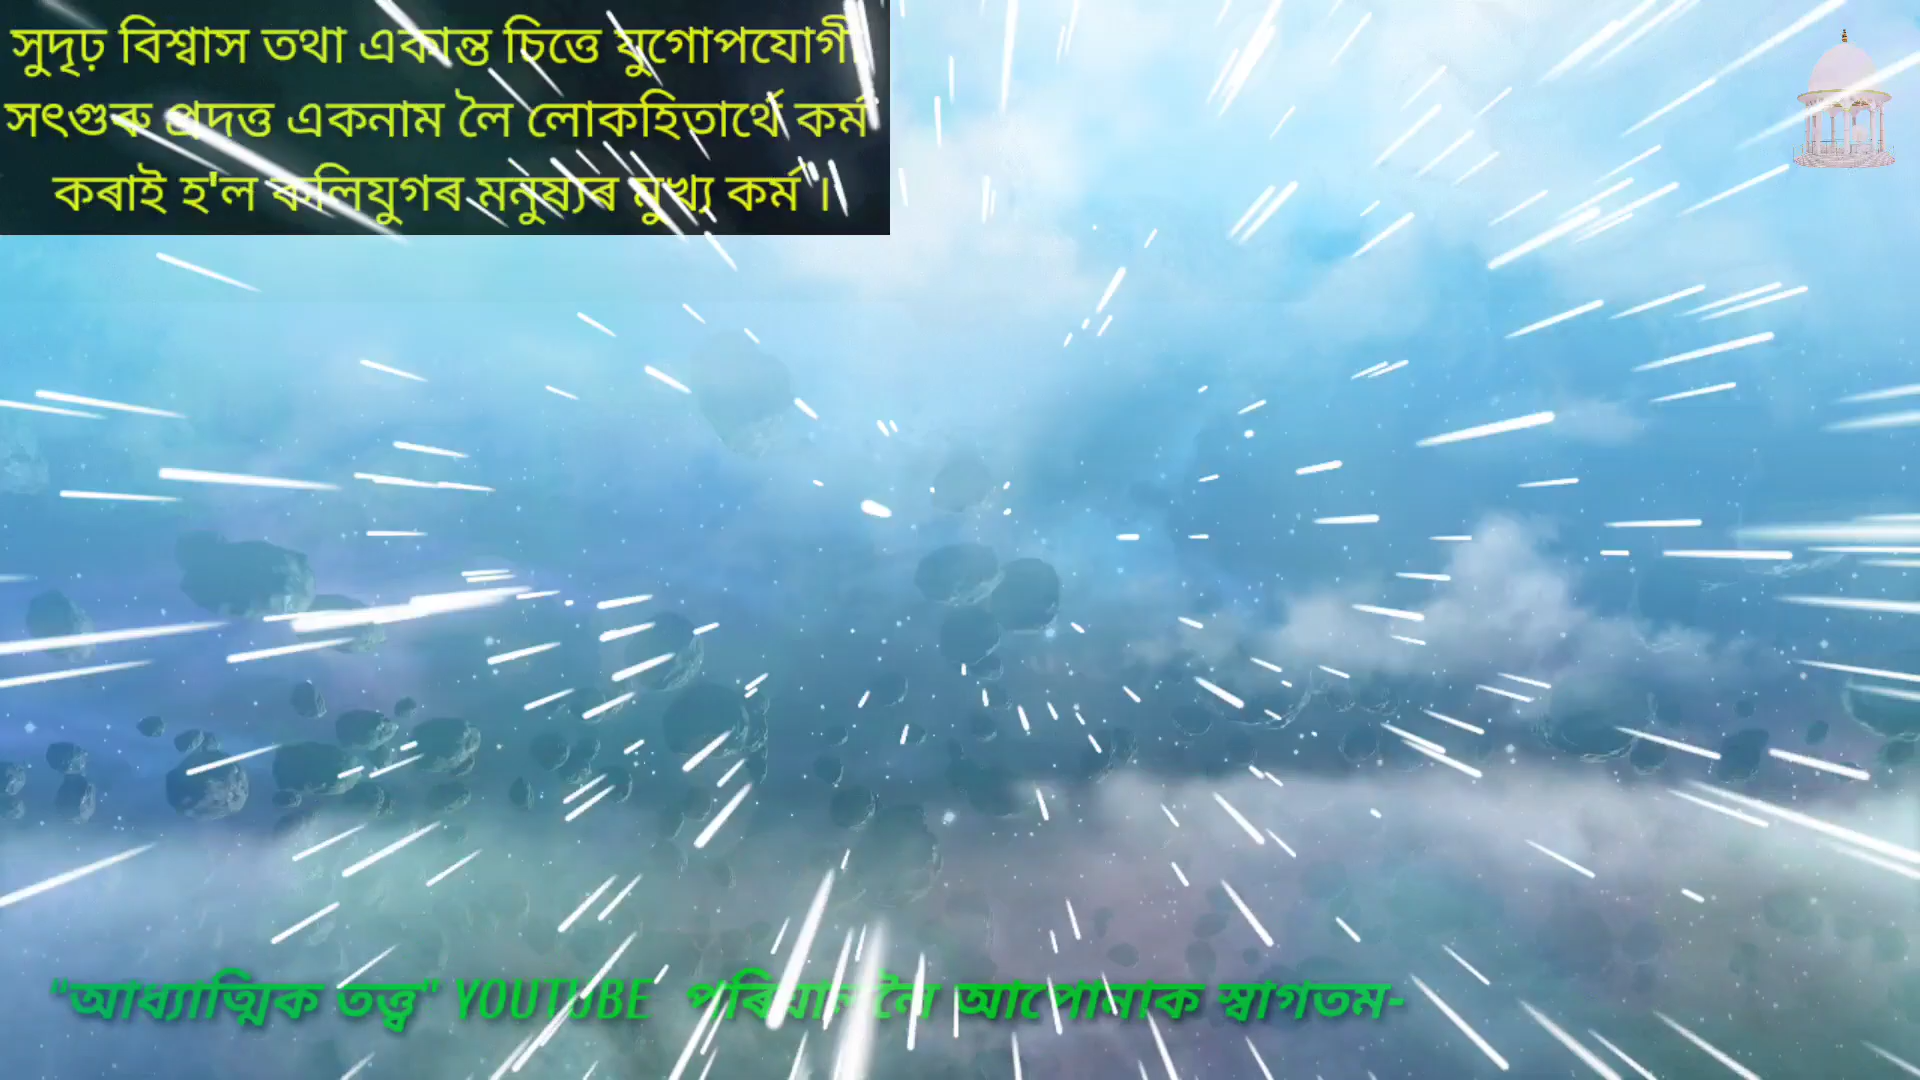 সুদৃঢ় বিশ্বাস তথা একান্ত চিত্তে যুগোপযোগী
সৎগুৰু প্ৰদত্ত একনাম লৈ লোকহিতাৰ্থে কৰ্ম
কৰাই হ'ল কলিযুগৰ মনুষ্যৰ মুখ্য কৰ্ম"।
"আধ্যাত্মিক তত্ত্ব" YOUTUBE পৰিয়াললৈ আপোনাক স্বাগতম-